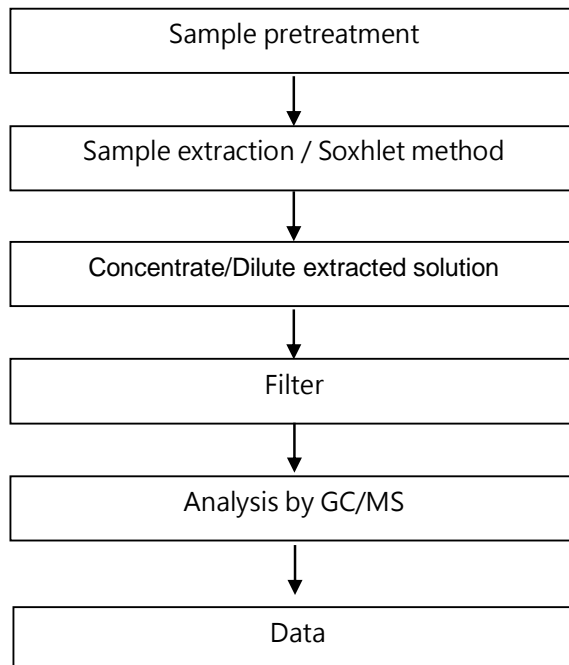 Sample pretreatment
Sample extraction / Soxhlet method
Concentrate/Dilute extracted solution
Filter
Analysis by GC/MS
Data